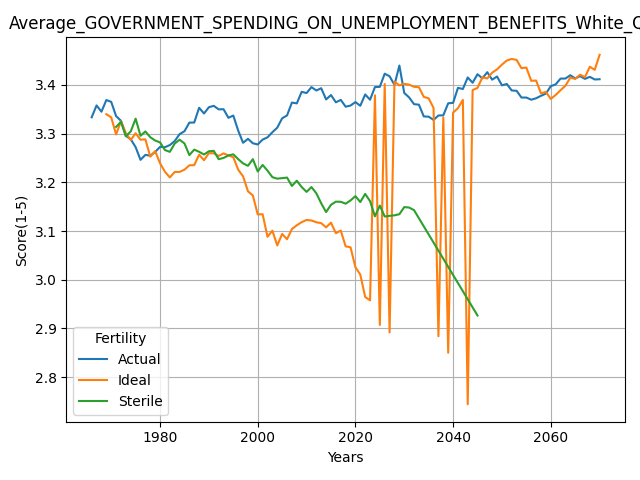 Average_GOVERNMENT_SPENDING_ON_UNEMPLOYMENT_BENEFITS_White_
Score(1-5)
3.4
3.3
3.2
3.1
3.0
2.9
2.8
Fertility
Actual
Ideal
Sterile
1980 2000 2020 2040 2060
Years